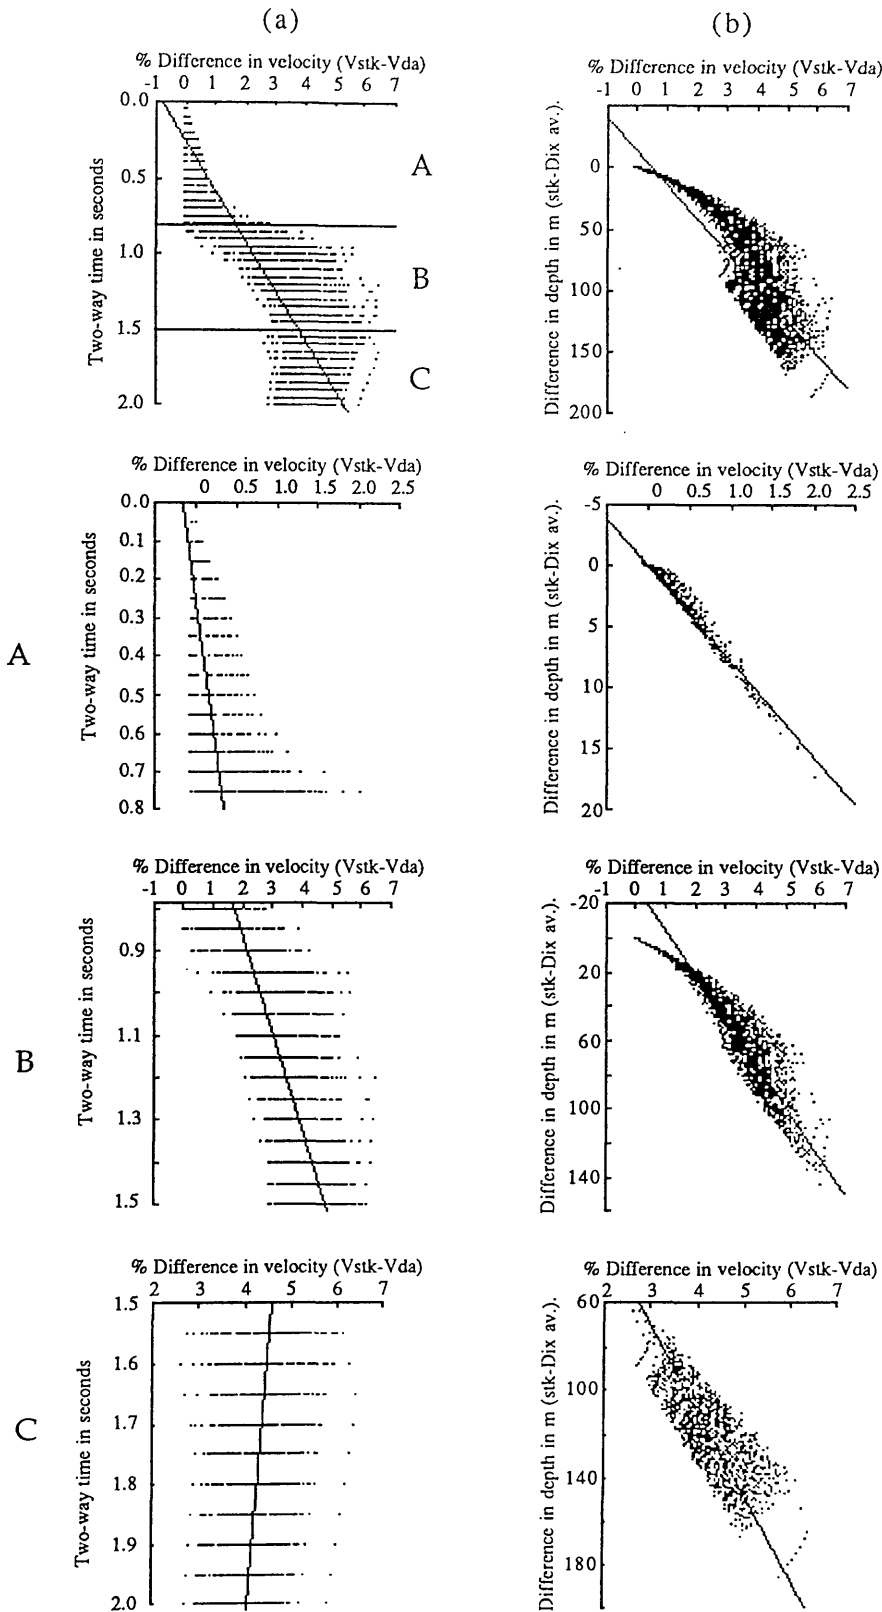 (a)
(b)
% Difference in velocity (Vstk-Vda)
-1 0 1 2 3 4 5 6 7
Two-way time in seconds
0.0
0.5
1.0
1.5
2.0
A
B
C
% Difference in velocity (Vstk-Vda)
-1 0 1 2 3 4 5 6 7
Difference in depth in m (stk-Dix av.).
0
50
100
150
200
A
% Difference in velocity (Vstk-Vda)
0 0.5 1.0 1.5 2.0 2.5
Two-way time in seconds
0.0
0.1
0.2
0.3
0.4
0.5
0.6
0.7
0.8
% Difference in velocity (Vstk-Vda)
0 0.5 1.0 1.5 2.0 2.5
Difference in depth in m (stk-Dix av.).
-5
0
5
10
15
20
B
% Difference in velocity (Vstk-Vda)
-1 0 1 2 3 4 5 6 7
Two-way time in seconds
0.9
1.1
1.3
1.5
% Difference in velocity (Vstk-Vda)
-1 0 1 2 3 4 5 6 7
Difference in depth in m (stk-Dix av.).
-20
20
60
100
140
C
% Difference in velocity (Vstk-Vda)
2 3 4 5 6 7
Two-way time in seconds
1.5
1.6
1.7
1.8
1.9
2.0
% Difference in velocity (Vstk-Vda)
2 3 4 5 6 7
Difference in depth in m (stk-Dix av.).
60
100
140
180